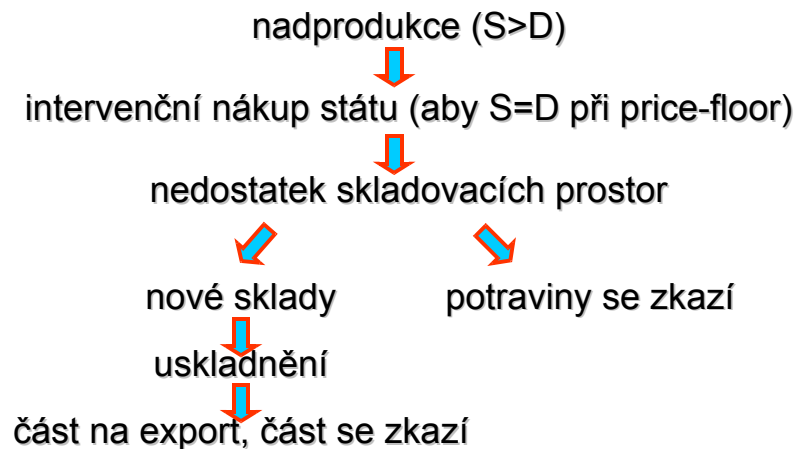 nadprodukce (S>D)
intervenční nákup státu (aby S=D při price-floor)
nedostatek skladovacích prostor
nové sklady
potraviny se zkazí
uskladnění
část na export, část se zkazí